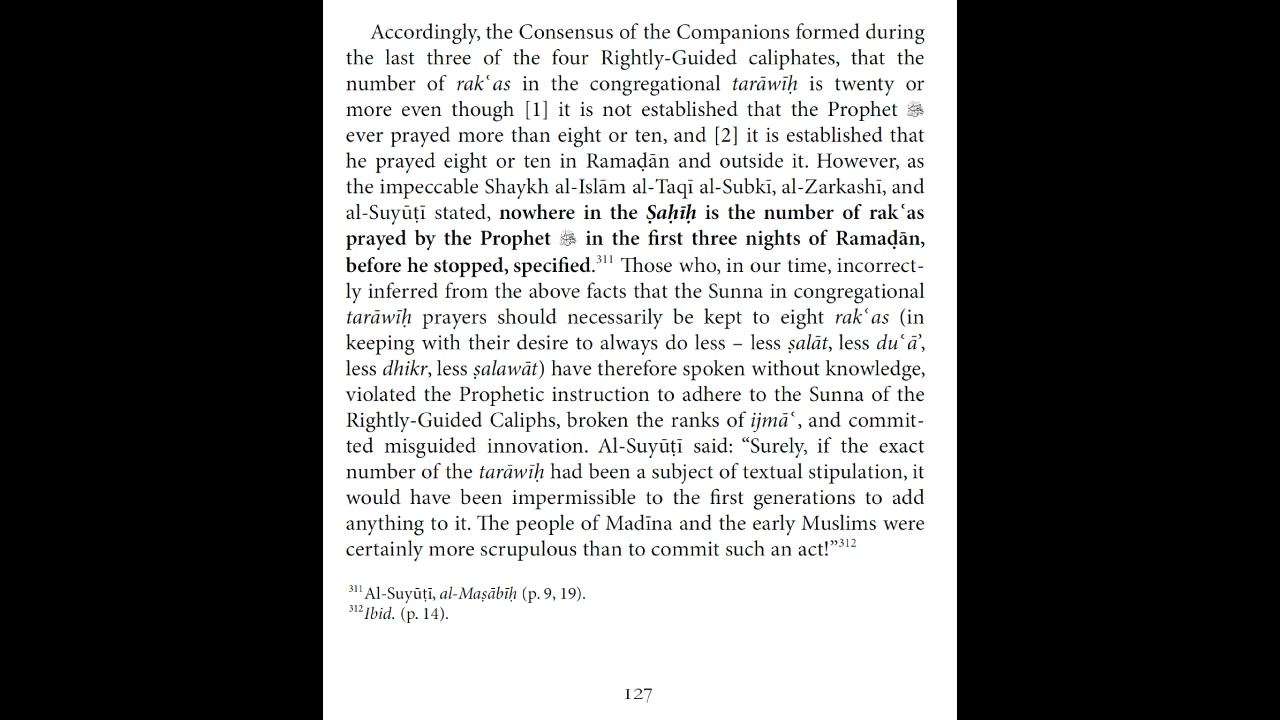 Accordingly, the Consensus of the Companions formed during
the last three of the four Rightly-Guided caliphates, that the
number of rakʿas in the congregational tarāwīḥ is twenty or
more even though [1] it is not established that the Prophet ﷺ
ever prayed more than eight or ten, and [2] it is established that
he prayed eight or ten in Ramaḍān and outside it. However, as
the impeccable Shaykh al-Islām al-Taqī al-Subkī, al-Zarkashī, and
al-Suyūṭī stated, nowhere in the Ṣaḥīḥ is the number of rakʿas
prayed by the Prophet ﷺ in the first three nights of Ramaḍān,
before he stopped, specified.311 Those who, in our time, incorrect-
ly inferred from the above facts that the Sunna in congregational
tarāwīḥ prayers should necessarily be kept to eight rakʿas (in
keeping with their desire to always do less – less ṣalāt, less duʿā’,
less dhikr, less ṣalawāt) have therefore spoken without knowledge,
violated the Prophetic instruction to adhere to the Sunna of the
Rightly-Guided Caliphs, broken the ranks of ijmāʿ, and commit-
ted misguided innovation. Al-Suyūṭī said: “Surely, if the exact
number of the tarāwīḥ had been a subject of textual stipulation, it
would have been impermissible to the first generations to add
anything to it. The people of Madīna and the early Muslims were
certainly more scrupulous than to commit such an act!”312
311 Al-Suyūṭī, al-Maṣābīḥ (p. 9, 19).
312 Ibid. (p. 14).
127